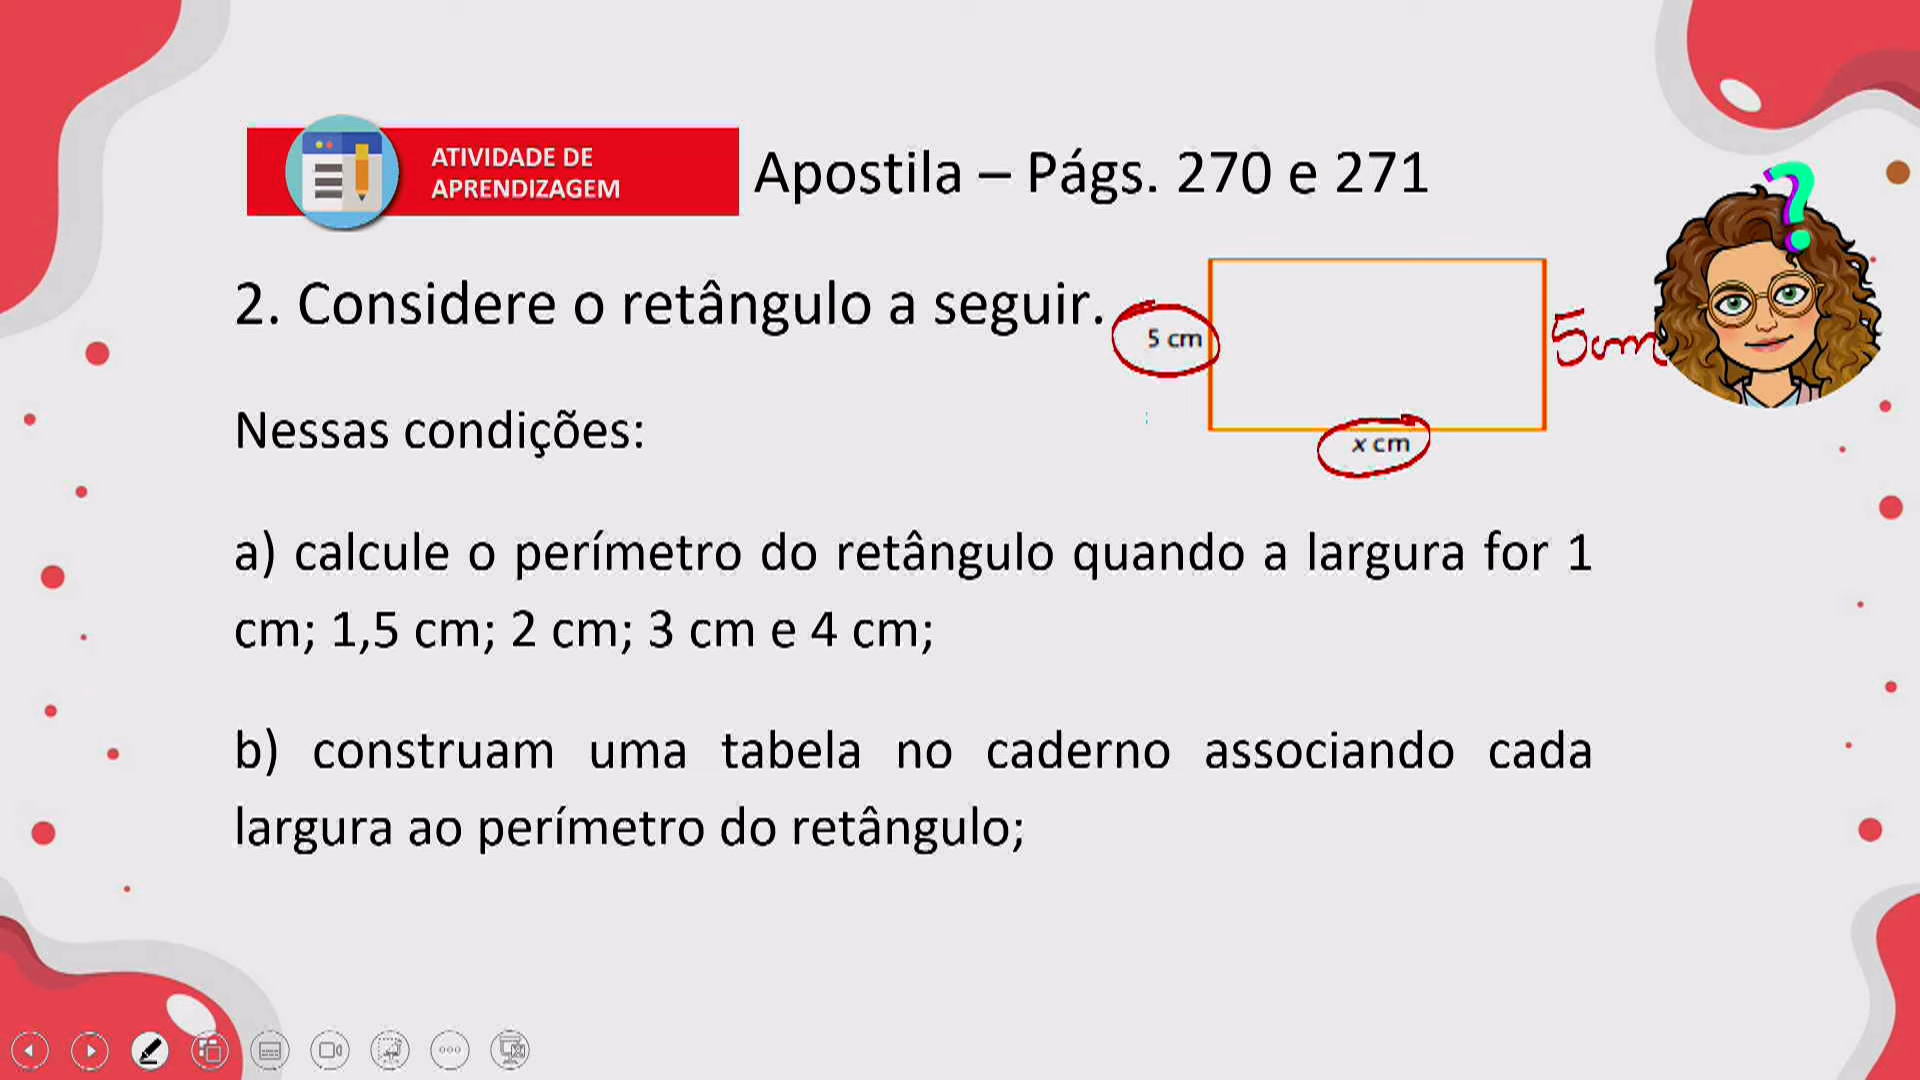 ATIVIDADE DE
APRENDIZAGEM
Apostila – Págs. 270 e 271
2. Considere o retângulo a seguir.
5 cm
5cm
x cm
Nessas condições:
a) calcule o perímetro do retângulo quando a largura for 1
cm; 1,5 cm; 2 cm; 3 cm e 4 cm;
b) construam uma tabela no caderno associando cada
largura ao perímetro do retângulo;